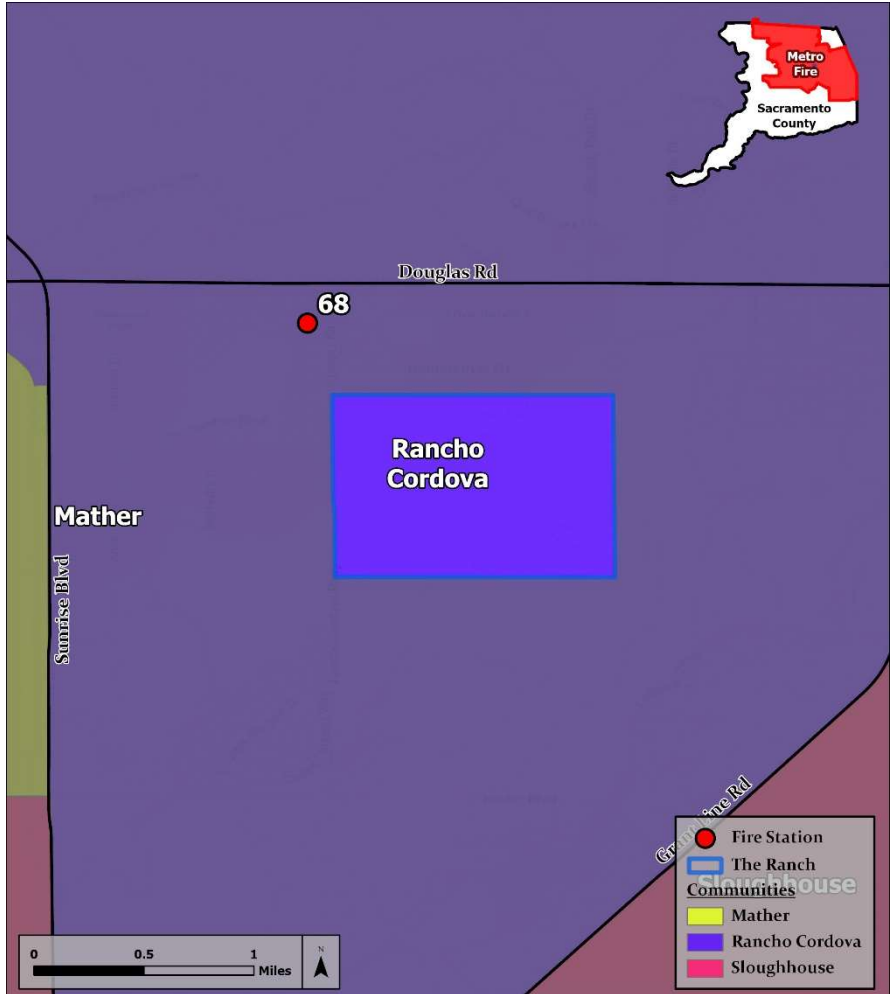 Metro
Fire
Sacramento
County
Douglas Rd
68
Rancho
Cordova
Mather
Sunrise Blvd
Grant Line Rd
Sloughhouse
Fire Station
The Ranch
Communities
Mather
Rancho Cordova
Sloughhouse
0 0.5 1
Miles
N